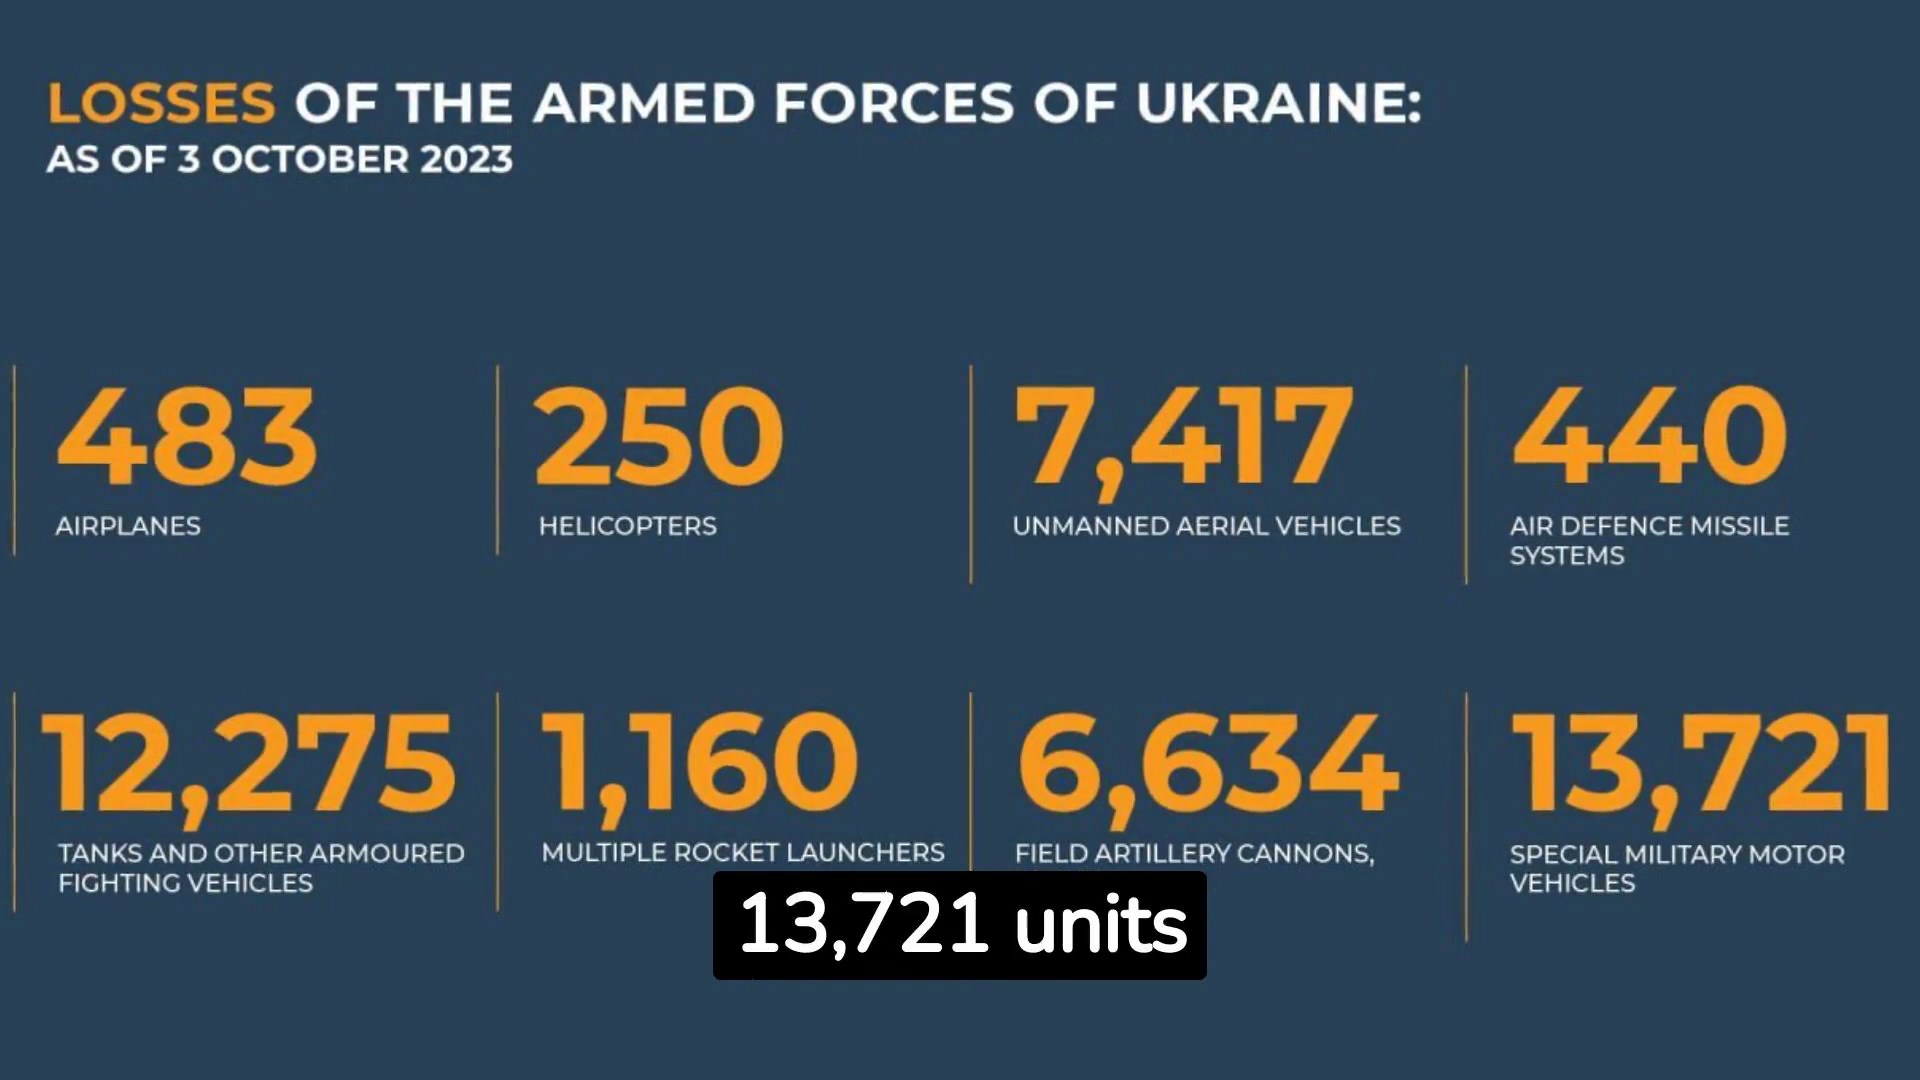 LOSSES OF THE ARMED FORCES OF UKRAINE:
AS OF 3 OCTOBER 2023
483
AIRPLANES
250
HELICOPTERS
7,417
UNMANNED AERIAL VEHICLES
440
AIR DEFENCE MISSILE
SYSTEMS
12,275
TANKS AND OTHER ARMOURED
FIGHTING VEHICLES
1,160
MULTIPLE ROCKET LAUNCHERS
6,634
FIELD ARTILLERY CANNONS,
13,721
SPECIAL MILITARY MOTOR
VEHICLES
13,721 units